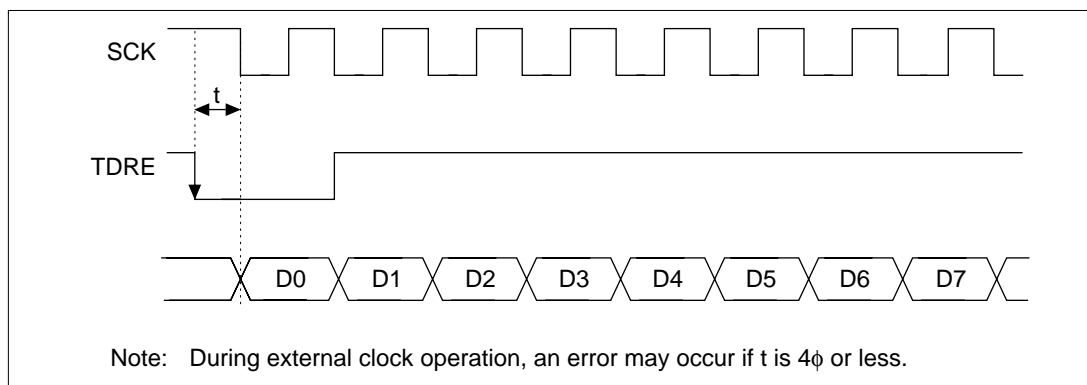 SCK
t
TDRE
D0 D1 D2 D3 D4 D5 D6 D7
Note: During external clock operation, an error may occur if t is 4ϕ or less.